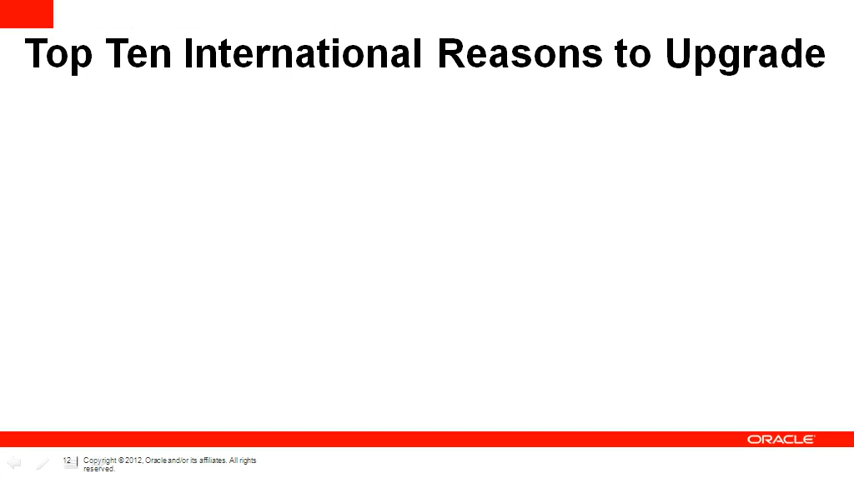 Top Ten International Reasons to Upgrade
ORACLE
12 | Copyright © 2012, Oracle and/or its affiliates. All rights
reserved.